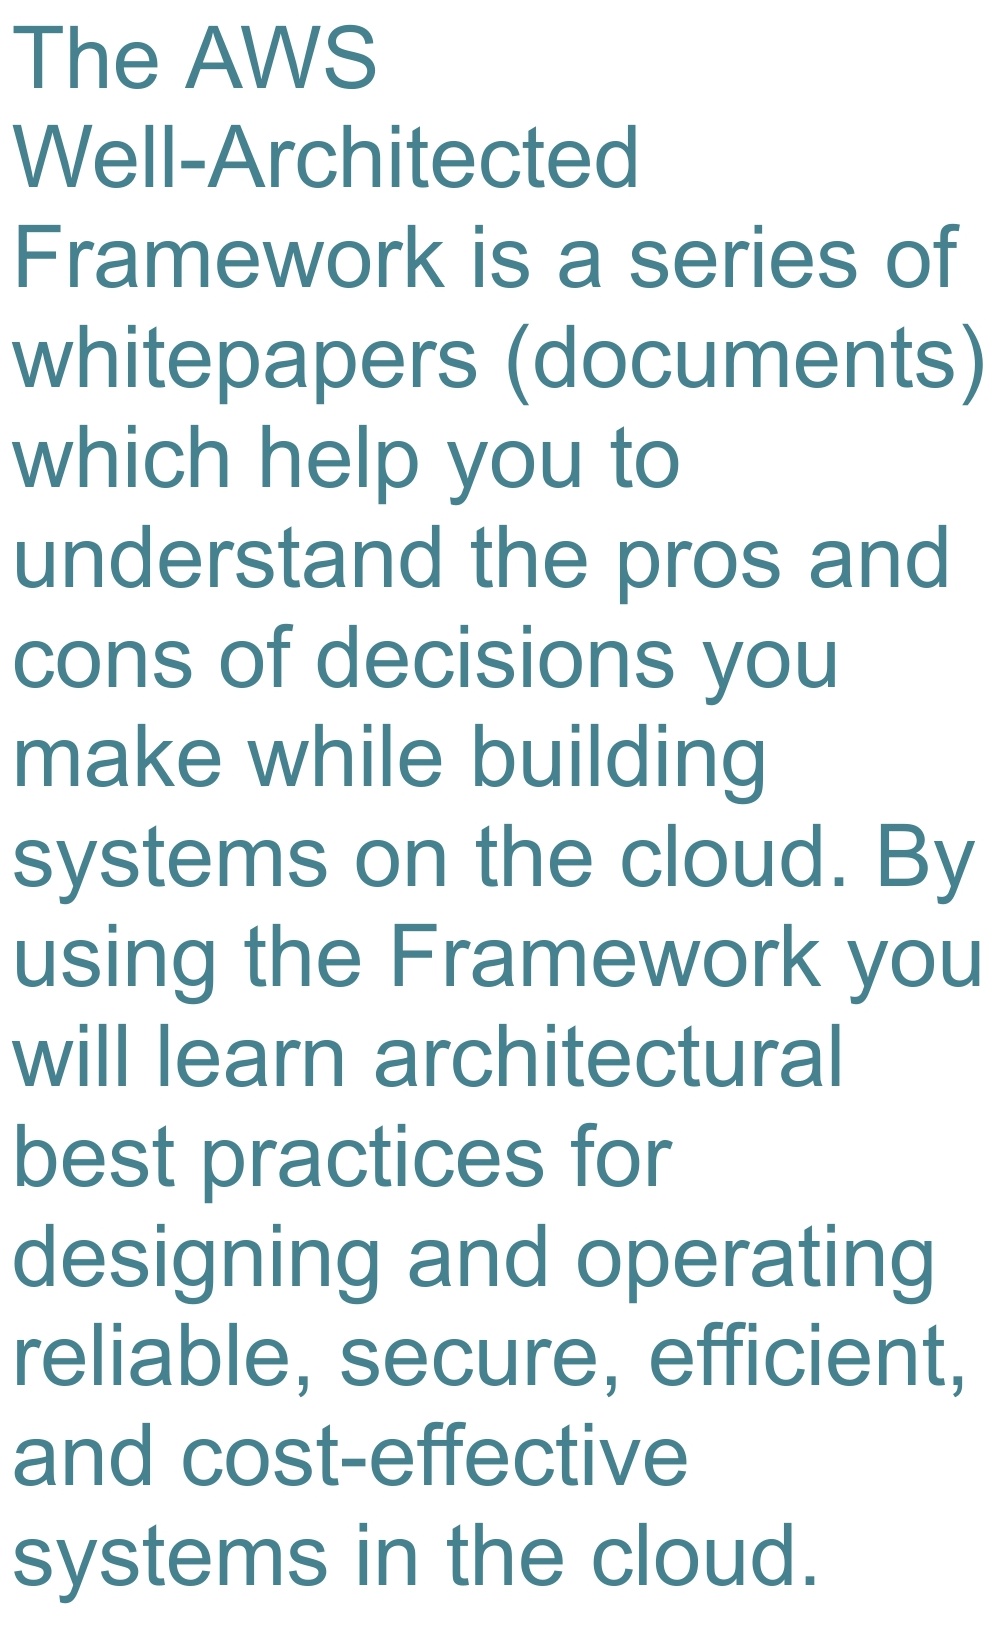 The AWS
Well-Architected
Framework is a series of
whitepapers (documents)
which help you to
understand the pros and
cons of decisions you
make while building
systems on the cloud. By
using the Framework you
will learn architectural
best practices for
designing and operating
reliable, secure, efficient,
and cost-effective
systems in the cloud.